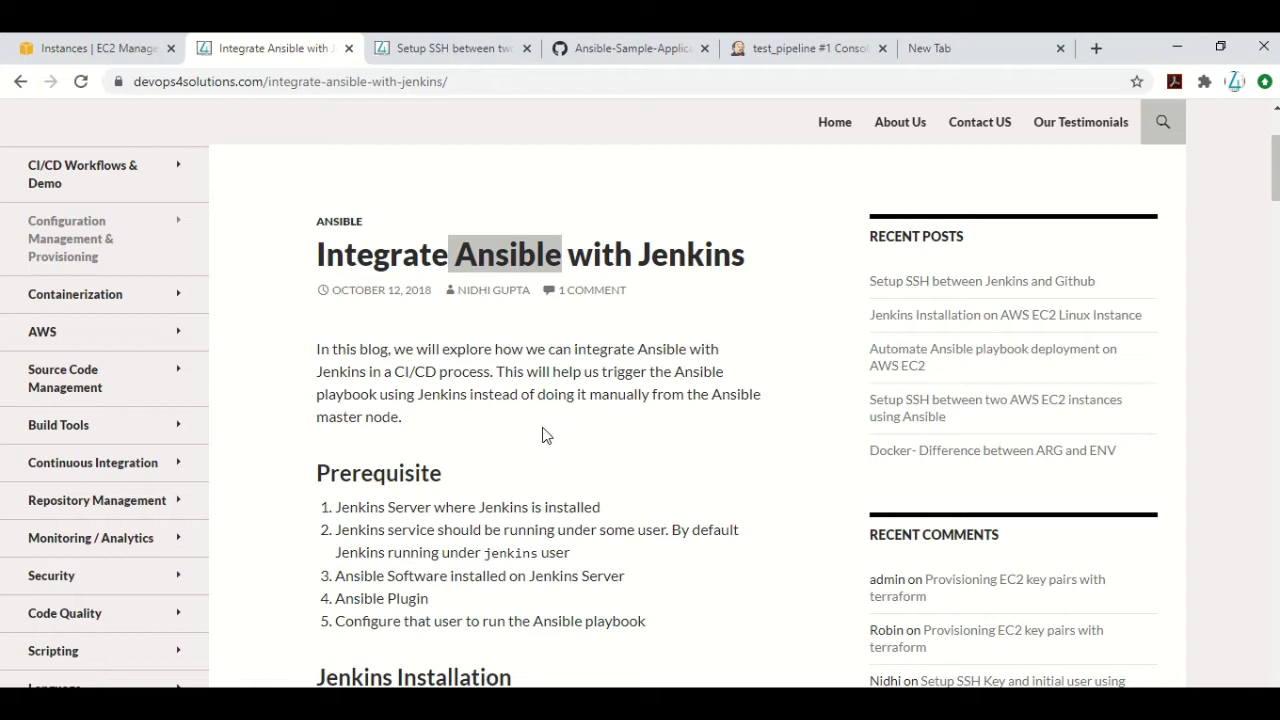 Instances | EC2 Manage
Integrate Ansible with J
Setup SSH between two
Ansible-Sample-Applica
test_pipeline #1 Consol
New Tab
devops4solutions.com/integrate-ansible-with-jenkins/
Home
About Us
Contact US
Our Testimonials
CI/CD Workflows &
Demo
Configuration
Management &
Provisioning
Containerization
AWS
Source Code
Management
Build Tools
Continuous Integration
Repository Management
Monitoring / Analytics
Security
Code Quality
Scripting
Language
ANSIBLE
Integrate Ansible with Jenkins
OCTOBER 12, 2018
NIDHI GUPTA
1 COMMENT
In this blog, we will explore how we can integrate Ansible with
Jenkins in a CI/CD process. This will help us trigger the Ansible
playbook using Jenkins instead of doing it manually from the Ansible
master node.
Prerequisite
1. Jenkins Server where Jenkins is installed
2. Jenkins service should be running under some user. By default
Jenkins running under jenkins user
3. Ansible Software installed on Jenkins Server
4. Ansible Plugin
5. Configure that user to run the Ansible playbook
Jenkins Installation
RECENT POSTS
Setup SSH between Jenkins and Github
Jenkins Installation on AWS EC2 Linux Instance
Automate Ansible playbook deployment on
AWS EC2
Setup SSH between two AWS EC2 instances
using Ansible
Docker- Difference between ARG and ENV
RECENT COMMENTS
admin on Provisioning EC2 key pairs with
terraform
Robin on Provisioning EC2 key pairs with
terraform
Nidhi on Setup SSH Key and initial user using